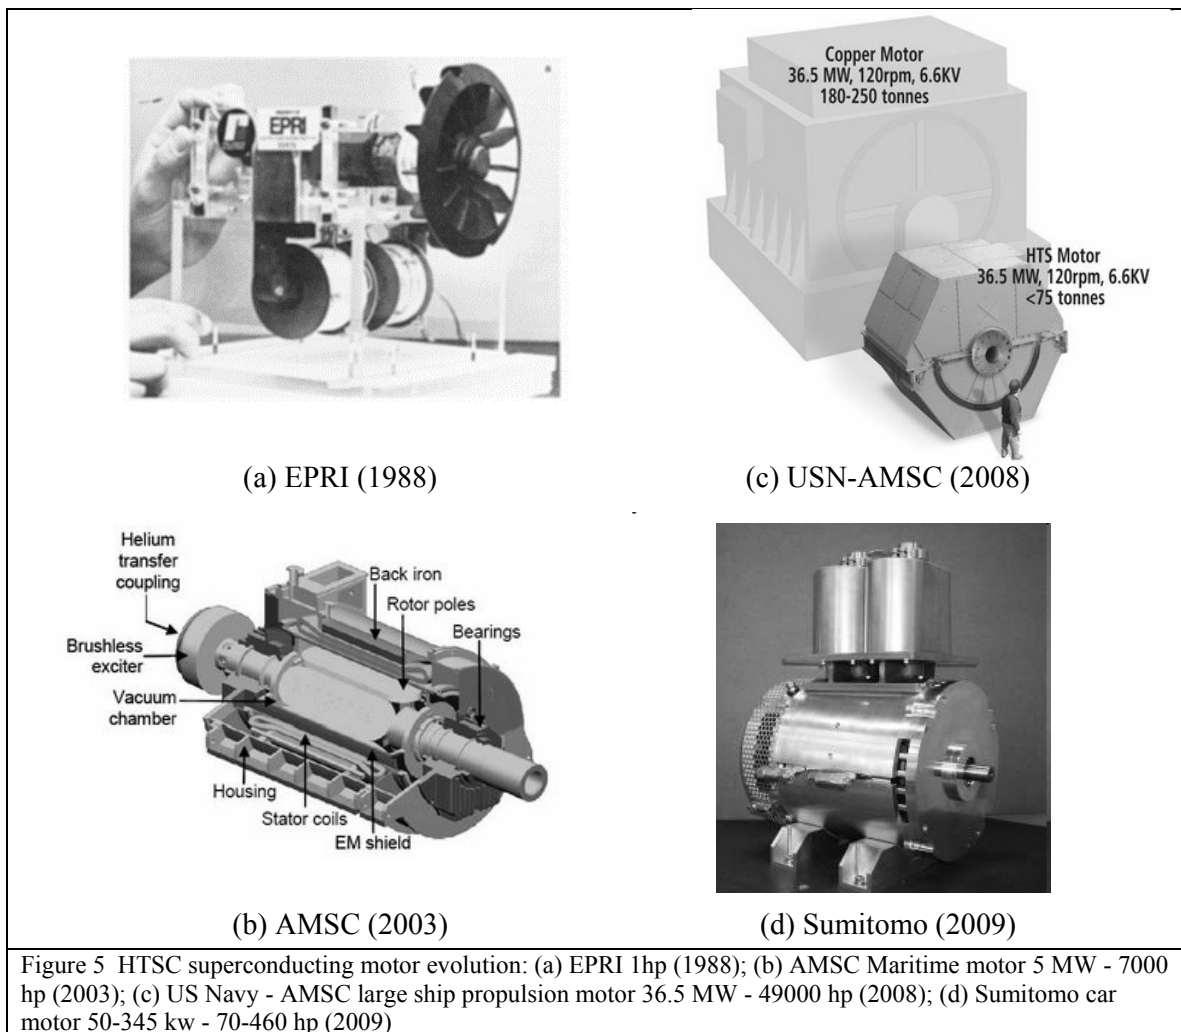 EPRI
(a) EPRI (1988)
Copper Motor
36.5 MW, 120rpm, 6.6KV
180-250 tonnes
HTS Motor
36.5 MW, 120rpm, 6.6KV
<75 tonnes
(c) USN-AMSC (2008)
Helium
transfer
coupling
Brushless
exciter
Vacuum
chamber
Housing
Stator coils
EM shield
Back iron
Rotor poles
Bearings
(b) AMSC (2003)
(d) Sumitomo (2009)
Figure 5 HTSC superconducting motor evolution: (a) EPRI 1hp (1988); (b) AMSC Maritime motor 5 MW - 7000
hp (2003); (c) US Navy - AMSC large ship propulsion motor 36.5 MW - 49000 hp (2008); (d) Sumitomo car
motor 50-345 kw - 70-460 hp (2009)